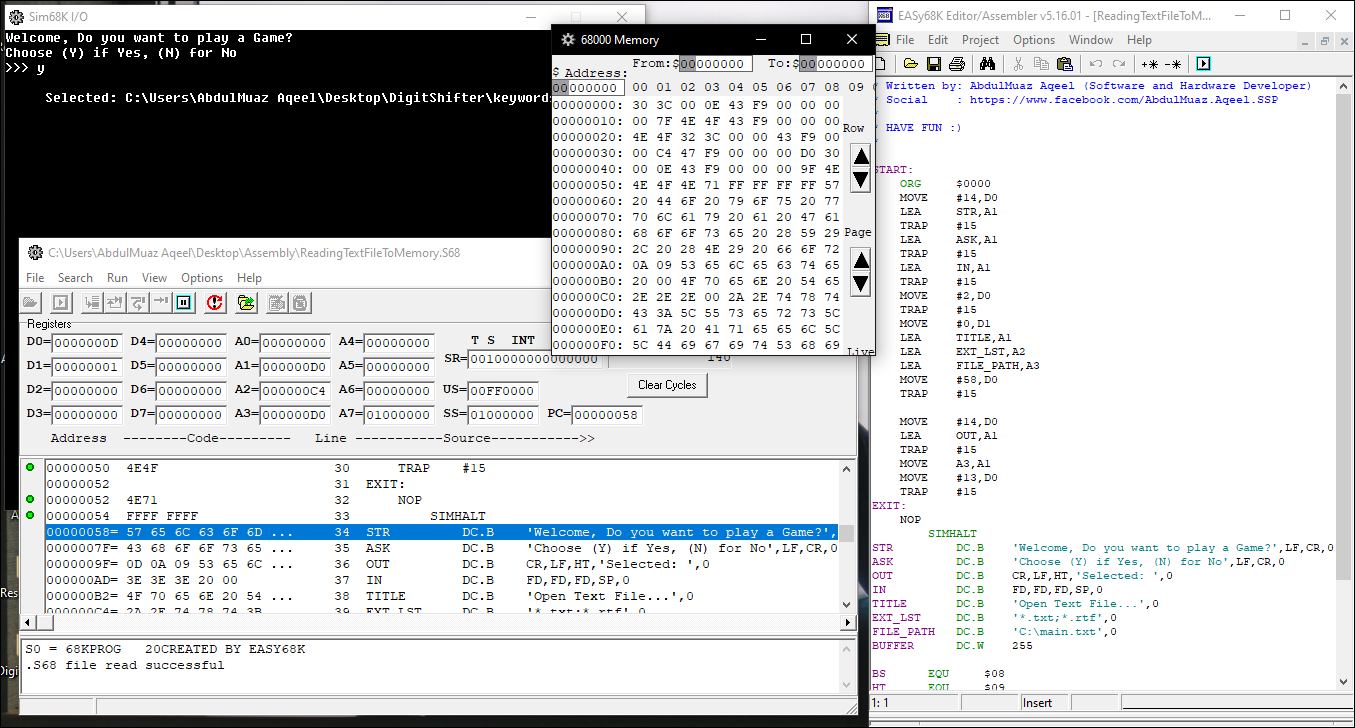 Sim68K I/O
Welcome, Do you want to play a Game?
Choose (Y) if Yes, (N) for No
>>> y
Selected: C:\Users\AbdulMuaz Aqeel\Desktop\DigitShifter\keyword
68000 Memory
From:$ 00000000 To:$ 00000000
$ Address:
00000000 00 01 02 03 04 05 06 07 08 09
00000000: 30 3C 00 0E 43 F9 00 00 00
00000010: 00 7F 4E 4F 43 F9 00 00 00
00000020: 4E 4F 32 3C 00 00 43 F9 00
00000030: 00 C4 47 F9 00 00 00 D0 30
00000040: 00 0E 43 F9 00 00 00 9F 4E
00000050: 4E 4F 4E 71 FF FF FF FF 57
00000060: 20 44 6F 20 79 6F 75 20 77
00000070: 70 6C 61 79 20 61 20 47 61
00000080: 68 6F 6F 73 65 20 28 59 29
00000090: 2C 20 28 4E 29 20 66 6F 72
000000A0: 0A 09 53 65 6C 65 63 74 65
000000B0: 20 00 4F 70 65 6E 20 54 65
000000C0: 2E 2E 2E 00 2A 2E 74 78 74
000000D0: 43 3A 5C 55 73 65 72 73 5C
000000E0: 61 7A 20 41 71 65 65 6C 5C
000000F0: 5C 44 69 67 69 74 53 68 69
Row
Page
Live
C:\Users\AbdulMuaz Aqeel\Desktop\Assembly\ReadingTextFileToMemory.S68
File Search Run View Options Help
Registers
D0= 0000000D D4= 00000000 A0= 00000000 A4= 00000000 T S INT
D1= 00000001 D5= 00000000 A1= 000000D0 A5= 00000000 SR= 0010000000000000 140
D2= 00000000 D6= 00000000 A2= 000000C4 A6= 00000000 US= 00FF0000 Clear Cycles
D3= 00000000 D7= 00000000 A3= 000000D0 A7= 01000000 SS= 01000000 PC= 00000058
Address --------Code--------- Line -----------Source----------->>
00000050 4E4F 30 TRAP #15
00000052 31 EXIT:
00000052 4E71 32 NOP
00000054 FFFF FFFF 33 SIMHALT
00000058= 57 65 6C 63 6F 6D ... 34 STR DC.B 'Welcome, Do you want to play a Game?',
0000007F= 43 68 6F 6F 73 65 ... 35 ASK DC.B 'Choose (Y) if Yes, (N) for No',LF,CR,0
0000009F= 0D 0A 09 53 65 6C ... 36 OUT DC.B CR,LF,HT,'Selected: ',0
000000AD= 3E 3E 3E 20 00 37 IN DC.B FD,FD,FD,SP,0
000000B2= 4F 70 65 6E 20 54 ... 38 TITLE DC.B 'Open Text File...',0
000000C4= 2A 2E 74 78 74 3B 39 EXT_LST DC.B '*.txt;*.rtf',0
S0 = 68KPROG 20CREATED BY EASY68K
.S68 file read successful
EASy68K Editor/Assembler v5.16.01 - [ReadingTextFileToM...
File Edit Project Options Window Help
* Written by: AbdulMuaz Aqeel (Software and Hardware Developer)
* Social : https://www.facebook.com/AbdulMuaz.Aqeel.SSP
*
* HAVE FUN :)
*
START:
ORG $0000
MOVE #14,D0
LEA STR,A1
TRAP #15
LEA ASK,A1
TRAP #15
LEA IN,A1
TRAP #15
MOVE #2,D0
TRAP #15
MOVE #0,D1
LEA TITLE,A1
LEA EXT_LST,A2
LEA FILE_PATH,A3
MOVE #58,D0
TRAP #15
MOVE #14,D0
LEA OUT,A1
TRAP #15
MOVE A3,A1
MOVE #13,D0
TRAP #15
EXIT:
NOP
SIMHALT
STR DC.B 'Welcome, Do you want to play a Game?',LF,CR,0
ASK DC.B 'Choose (Y) if Yes, (N) for No',LF,CR,0
OUT DC.B CR,LF,HT,'Selected: ',0
IN DC.B FD,FD,FD,SP,0
TITLE DC.B 'Open Text File...',0
EXT_LST DC.B '*.txt;*.rtf',0
FILE_PATH DC.B 'C:\main.txt',0
BUFFER DC.W 255
BS EQU $08
HT EQU $09
1: 1 Insert